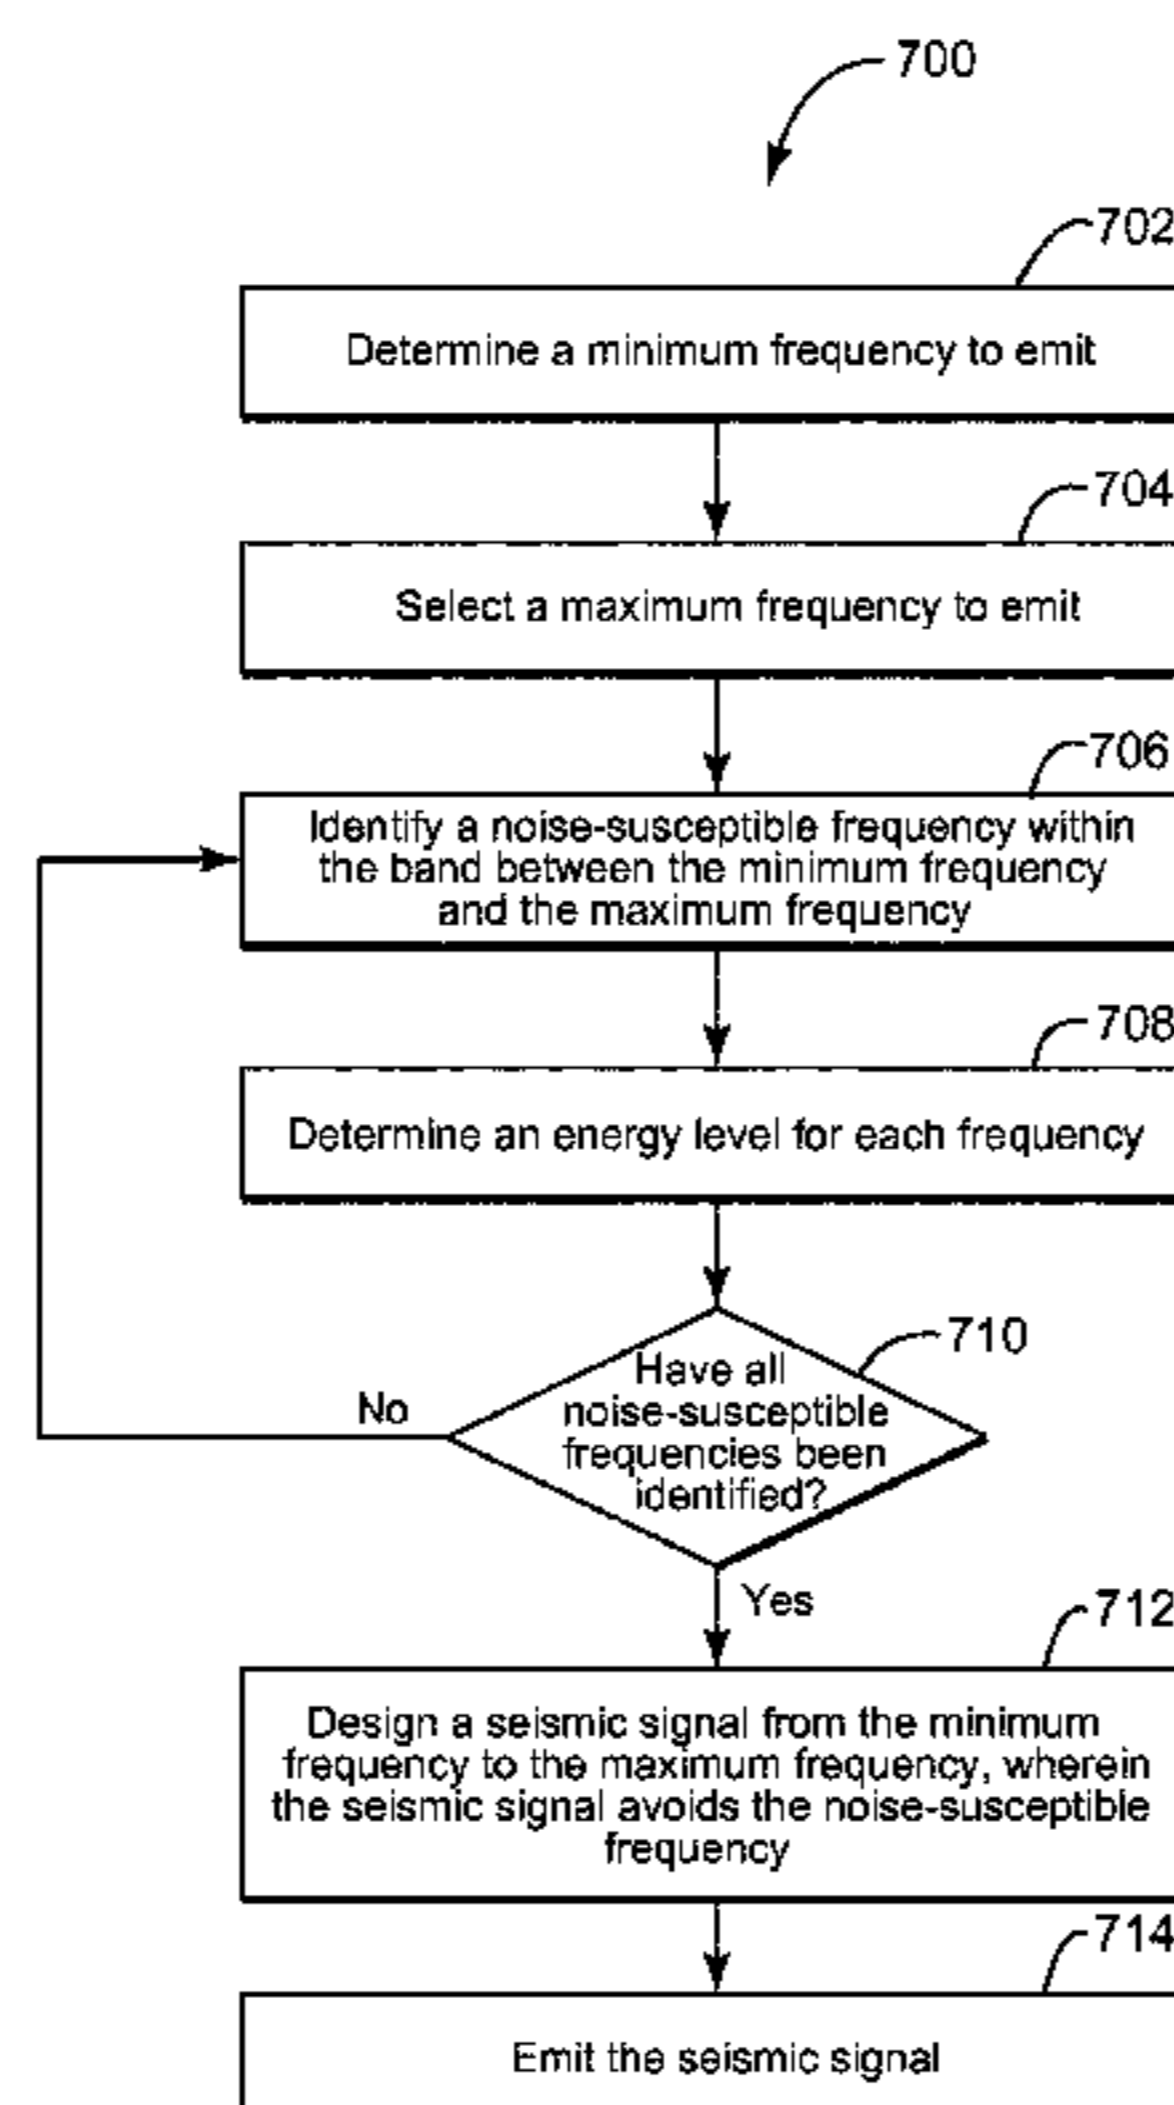 700
702
Determine a minimum frequency to emit
704
Select a maximum frequency to emit
706
Identify a noise-susceptible frequency within
the band between the minimum frequency
and the maximum frequency
708
Determine an energy level for each frequency
710
Have all
noise-susceptible
frequencies been
identified?
No
Yes
712
Design a seismic signal from the minimum
frequency to the maximum frequency, wherein
the seismic signal avoids the noise-susceptible
frequency
714
Emit the seismic signal